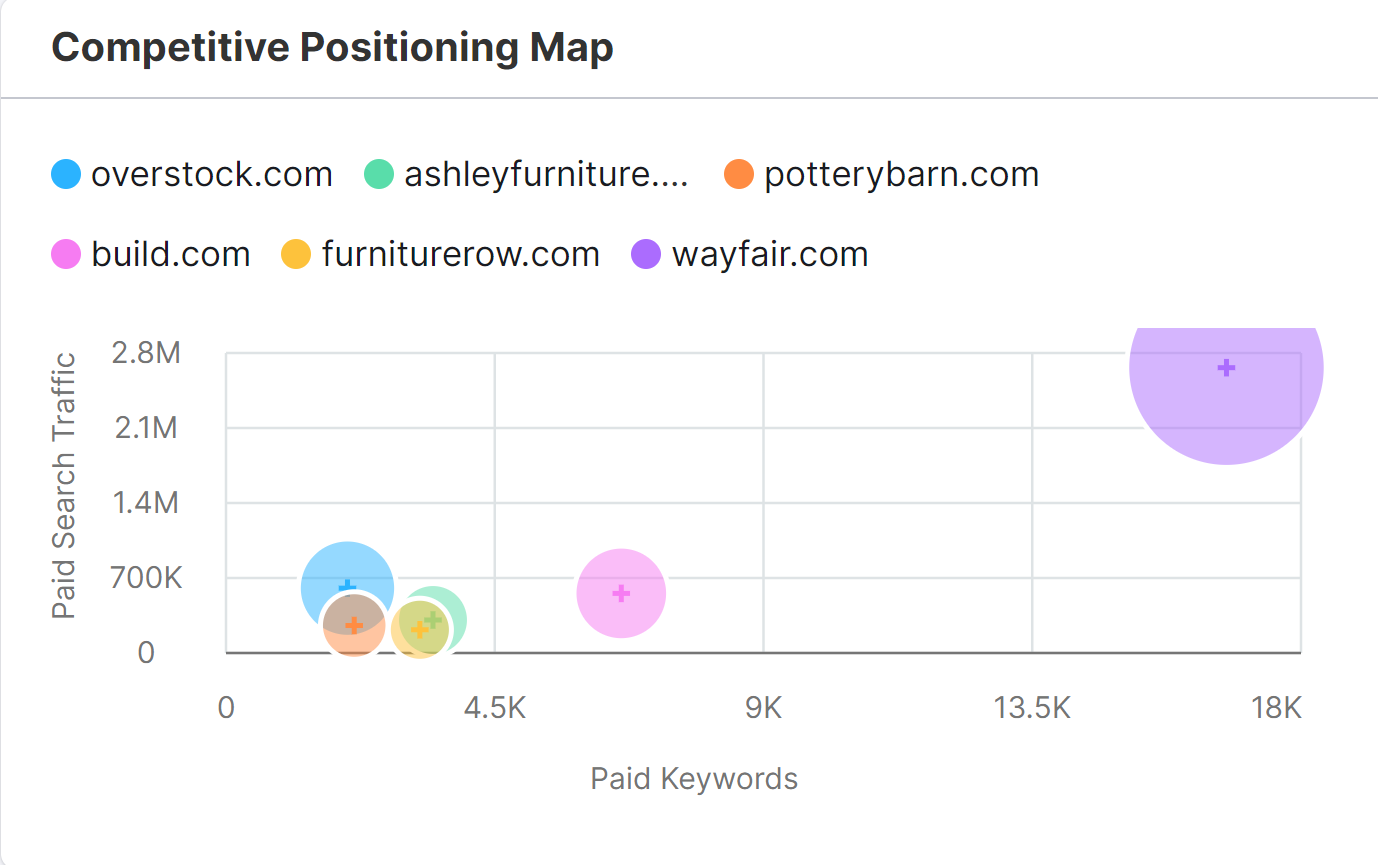 Competitive Positioning Map
overstock.com ashleyfurniture.... potterybarn.com
build.com furniturerow.com wayfair.com
Paid Search Traffic
2.8M
2.1M
1.4M
700K
0
0 4.5K 9K 13.5K 18K
Paid Keywords